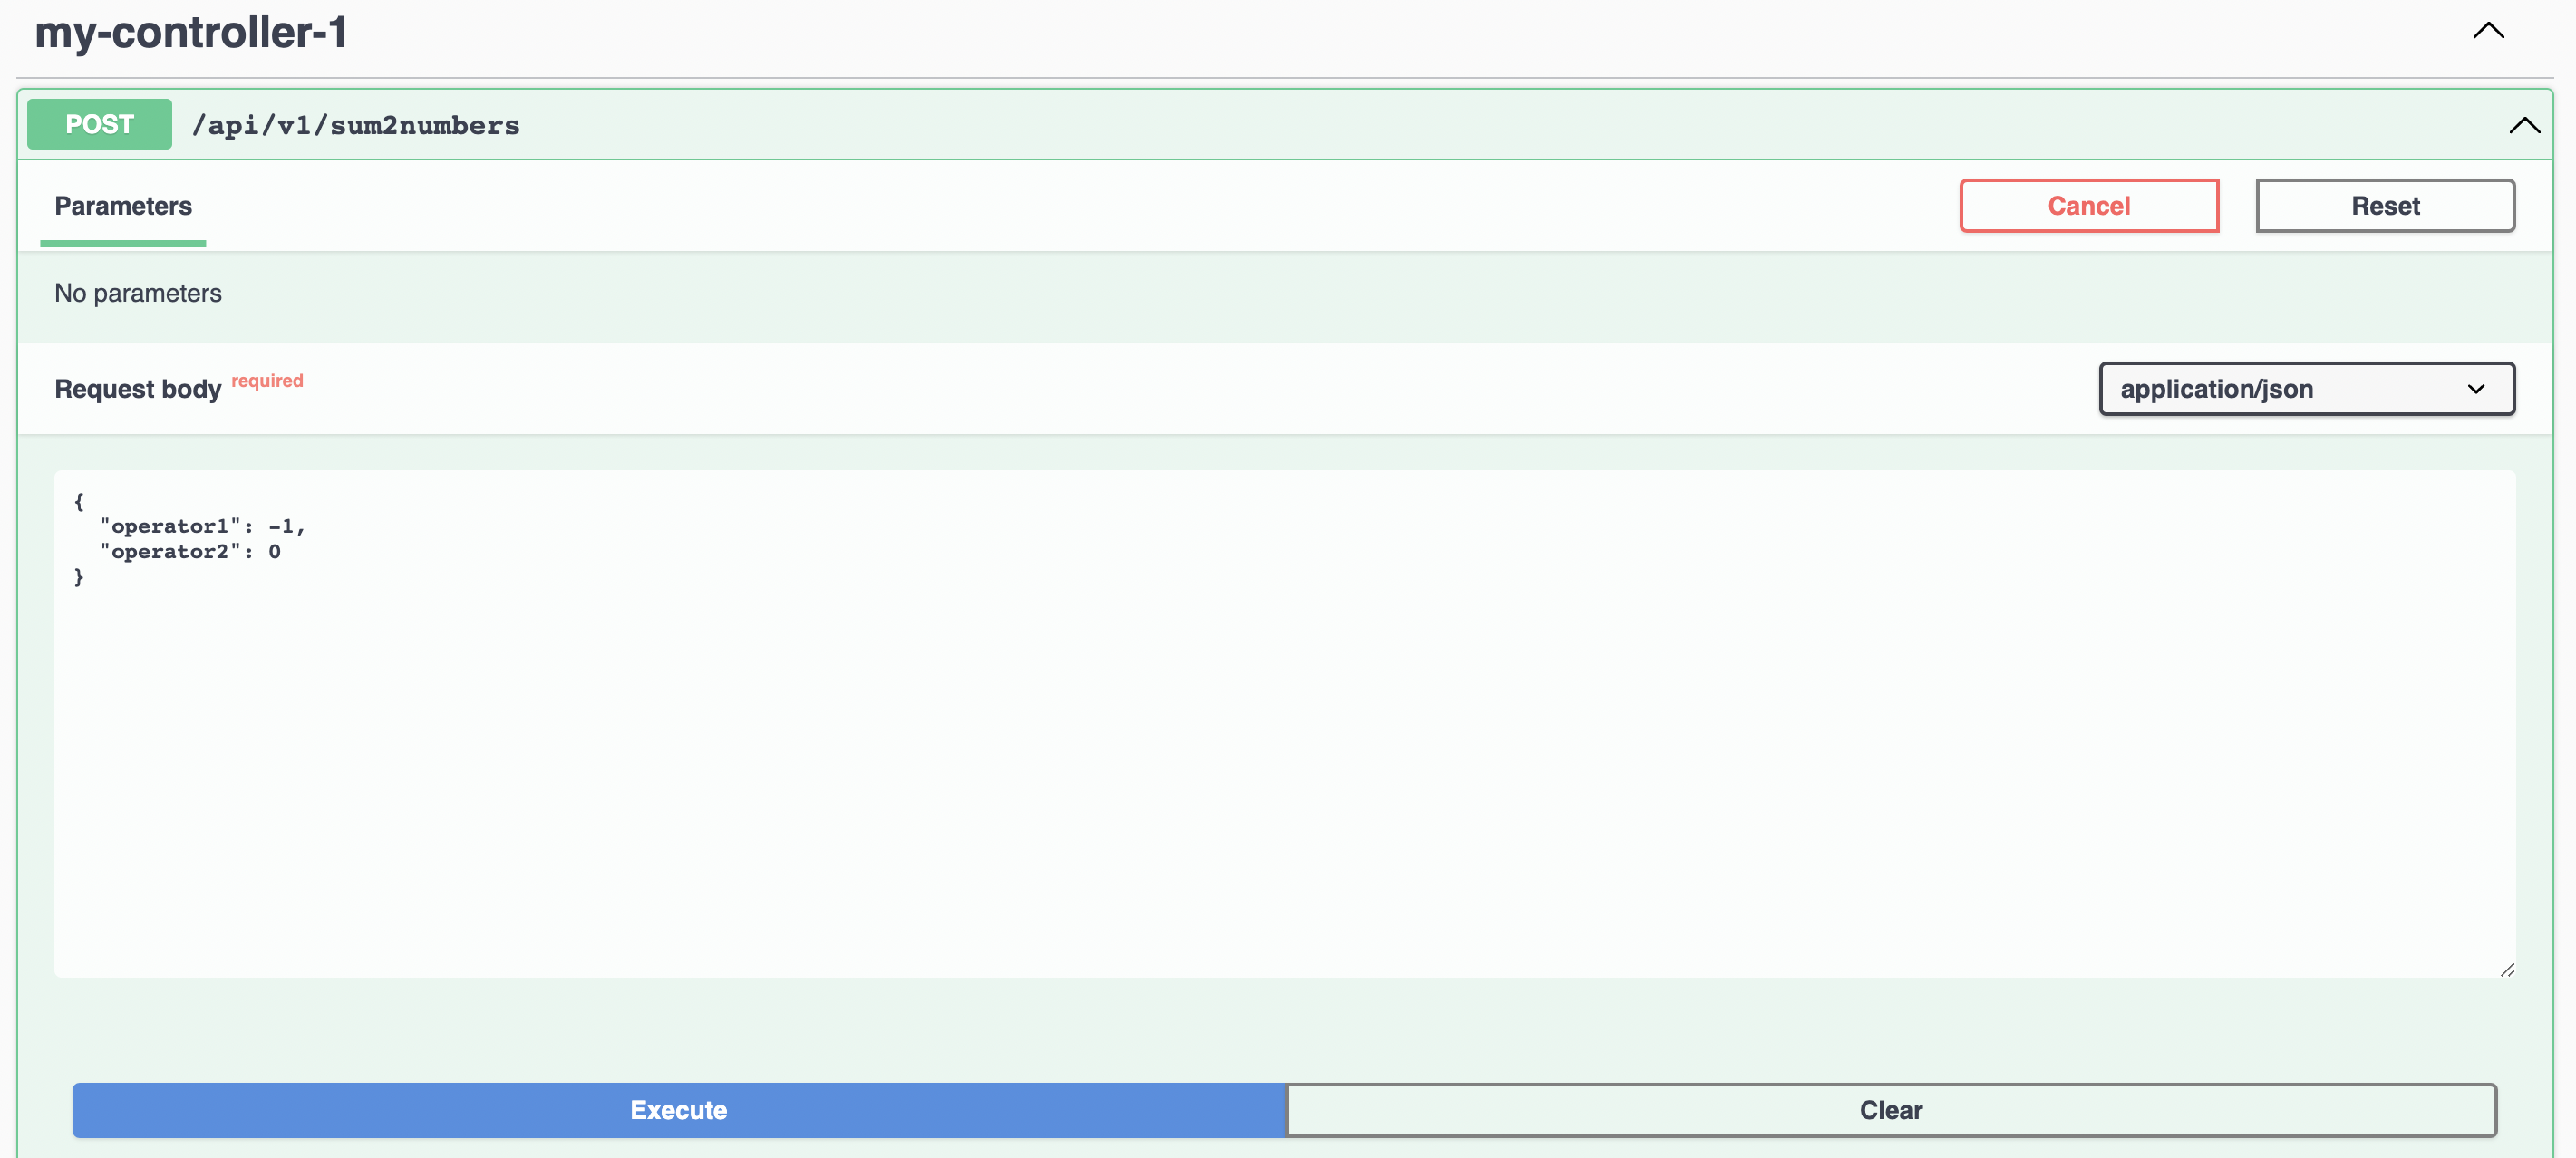 my-controller-1
POST /api/v1/sum2numbers
Parameters Cancel Reset
No parameters
Request body required application/json
{
  "operator1": -1,
  "operator2": 0
}
Execute Clear